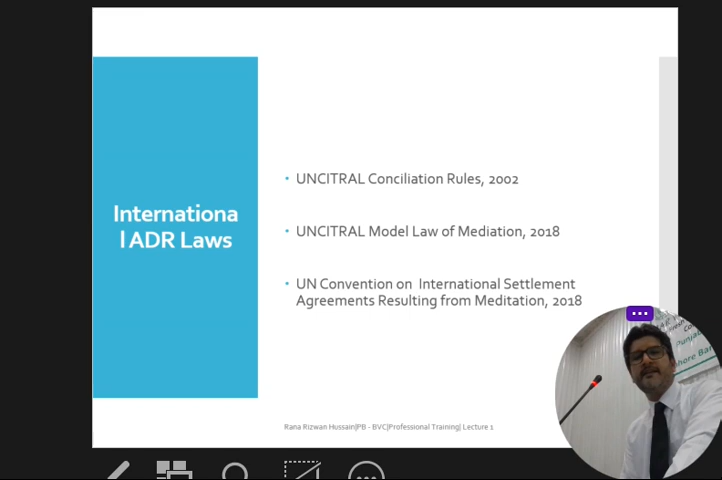 Internationa
l ADR Laws
• UNCITRAL Conciliation Rules, 2002
• UNCITRAL Model Law of Mediation, 2018
• UN Convention on International Settlement
Agreements Resulting from Meditation, 2018
Rana Rizwan Hussain|PB - BVC|Professional Training| Lecture 1